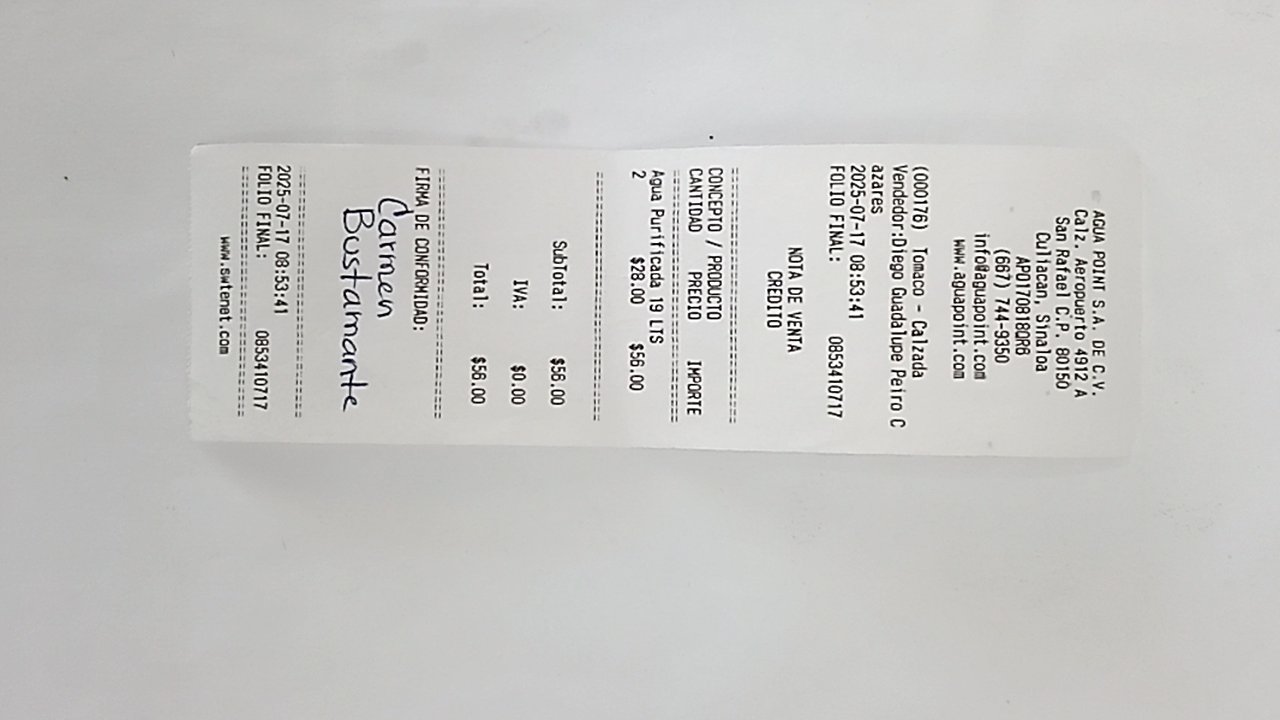 AGUA POINT S.A. DE C.V.
Calz. Aeropuerto 4912 A
San Rafael C.P. 80150
Culiacan, Sinaloa
APO170818QR6
(667) 744-9350
info@aguapoint.com
www.aguapoint.com
(000176) Tomaco - Calzada
Vendedor:Diego Guadalupe Peiro C
azares
2025-07-17 08:53:41
FOLIO FINAL: 0853410717
NOTA DE VENTA
CREDITO
================================
CONCEPTO / PRODUCTO
CANTIDAD PRECIO IMPORTE
================================
Agua Purificada 19 LTS
2 $28.00 $56.00
================================
SubTotal: $56.00
IVA: $0.00
Total: $56.00
================================
FIRMA DE CONFORMIDAD:
Carmen
Bustamante
================================
2025-07-17 08:53:41
FOLIO FINAL: 0853410717
================================
www.swtenet.com